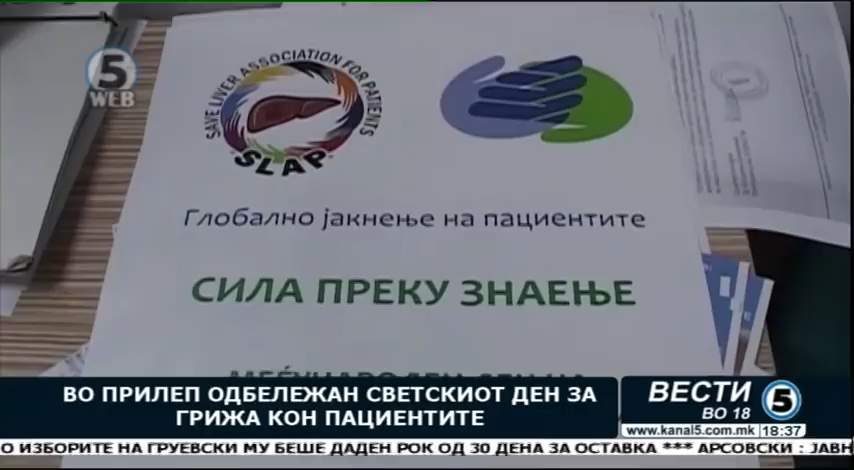 5
WEB
SAVE LIVER ASSOCIATION FOR PATIENTS
SLAP
Глобално јакнење на пациентите
СИЛА ПРЕКУ ЗНАЕЊЕ
ВО ПРИЛЕП ОДБЕЛЕЖАН СВЕТСКИОТ ДЕН ЗА
ГРИЖА КОН ПАЦИЕНТИТЕ
ВЕСТИ
ВО 18
5
www.kanal5.com.mk
18:37
О ИЗБОРИТЕ НА ГРУЕВСКИ МУ БЕШЕ ДАДЕН РОК ОД 30 ДЕНА ЗА ОСТАВКА *** АРСОВСКИ : ЈАВН